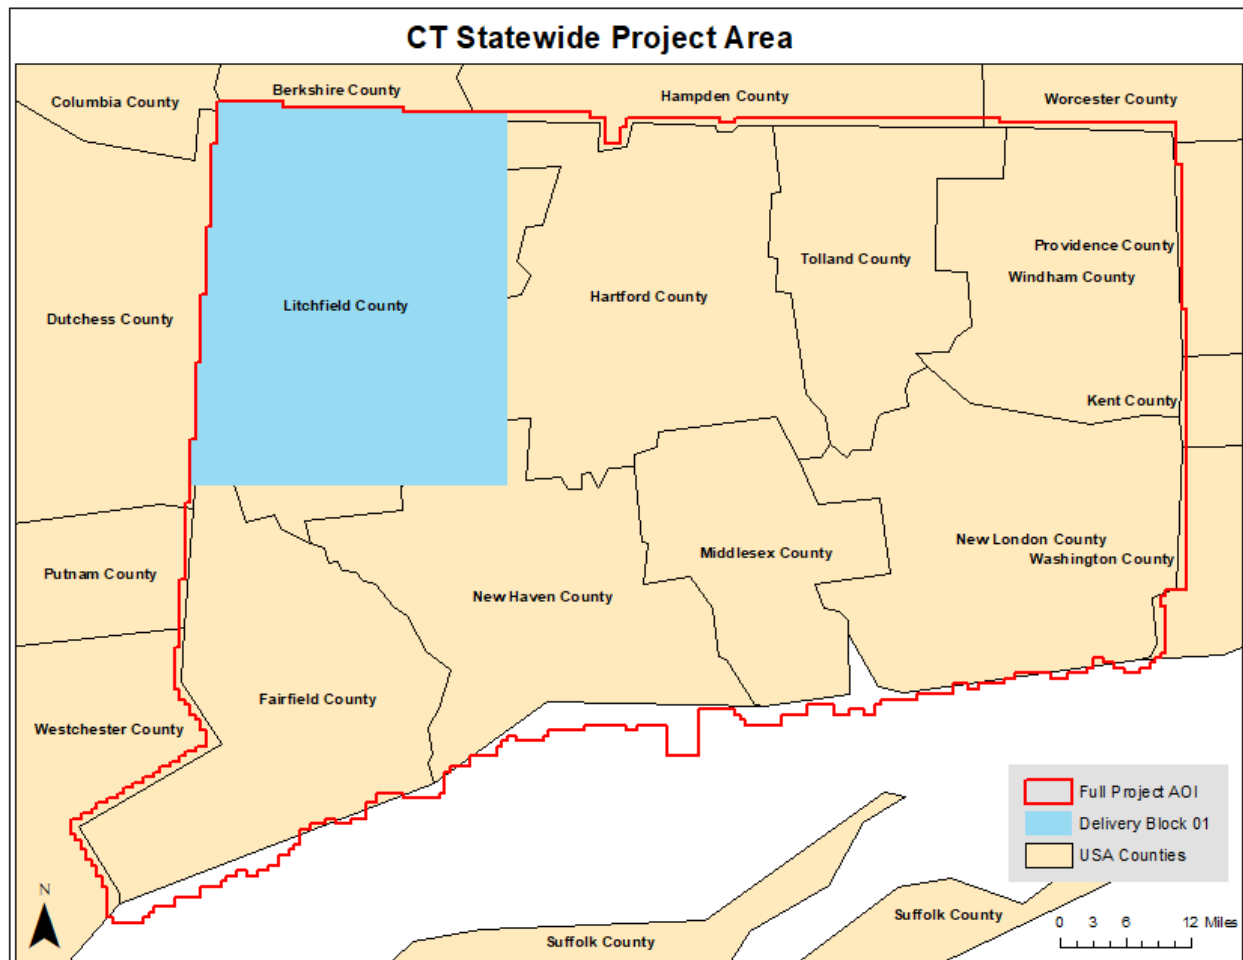 CT Statewide Project Area
Columbia County
Berkshire County
Hampden County
Worcester County
Providence County
Tolland County
Windham County
Hartford County
Litchfield County
Dutchess County
Kent County
New London County
Middlesex County
Washington County
Putnam County
New Haven County
Fairfield County
Westchester County
Full Project AOI
Delivery Block 01
USA Counties
N
Suffolk County
Suffolk County
0 3 6 12 Miles